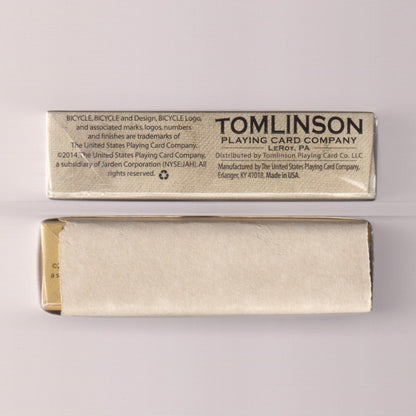 BICYCLE, BICYCLE and Design, BICYCLE Logo,
and associated marks, logos, numbers
and finishes are trademarks of
The United States Playing Card Company.
©2014 The United States Playing Card Company,
a subsidiary of Jarden Corporation (NYSE:JAH). All
rights reserved.
TOMLINSON
PLAYING CARD COMPANY
LEROY, PA
Distributed by Tomlinson Playing Card Co. LLC
Manufactured by The United States Playing Card Company,
Erlanger, KY 41018. Made in USA.
©2
a s